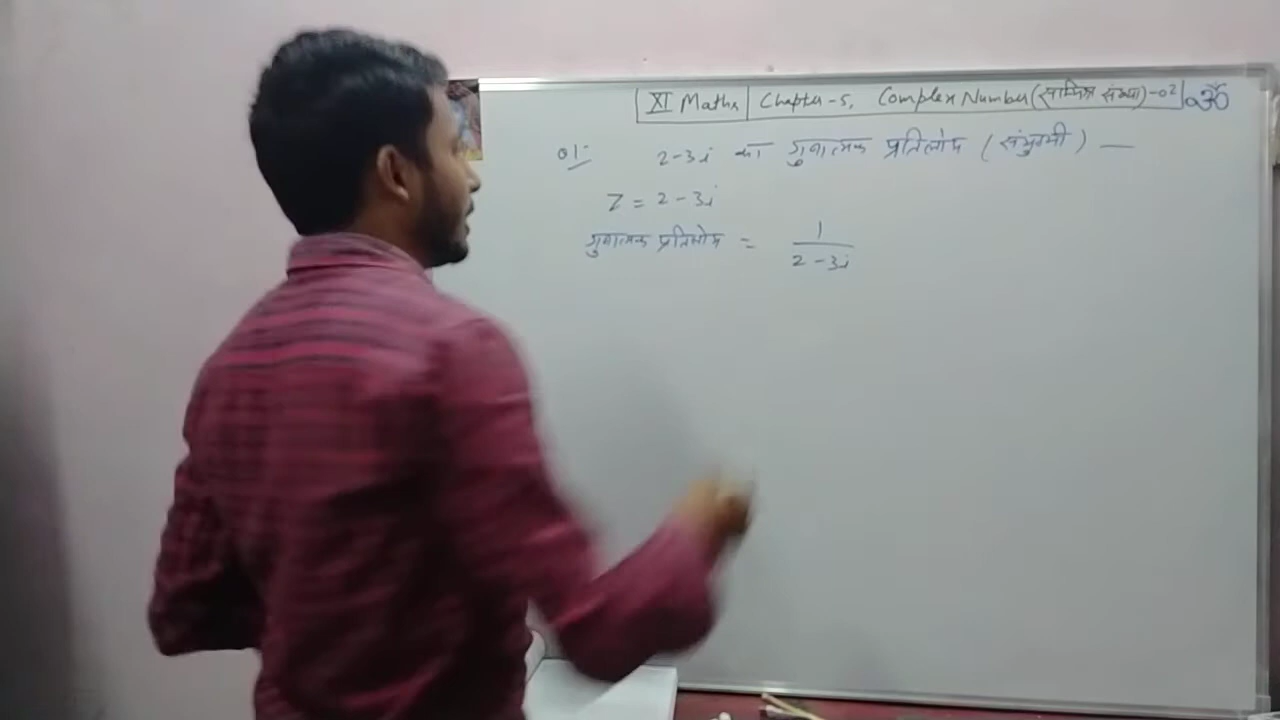 XI Maths | Chapter-5, Complex Number (सम्मिश्र संख्या)-02 ॐ
01:- 2-3i का गुणात्मक प्रतिलोम ( ) —
Z = 2-3i
गुणात्मक प्रतिलोम = 1
2-3i